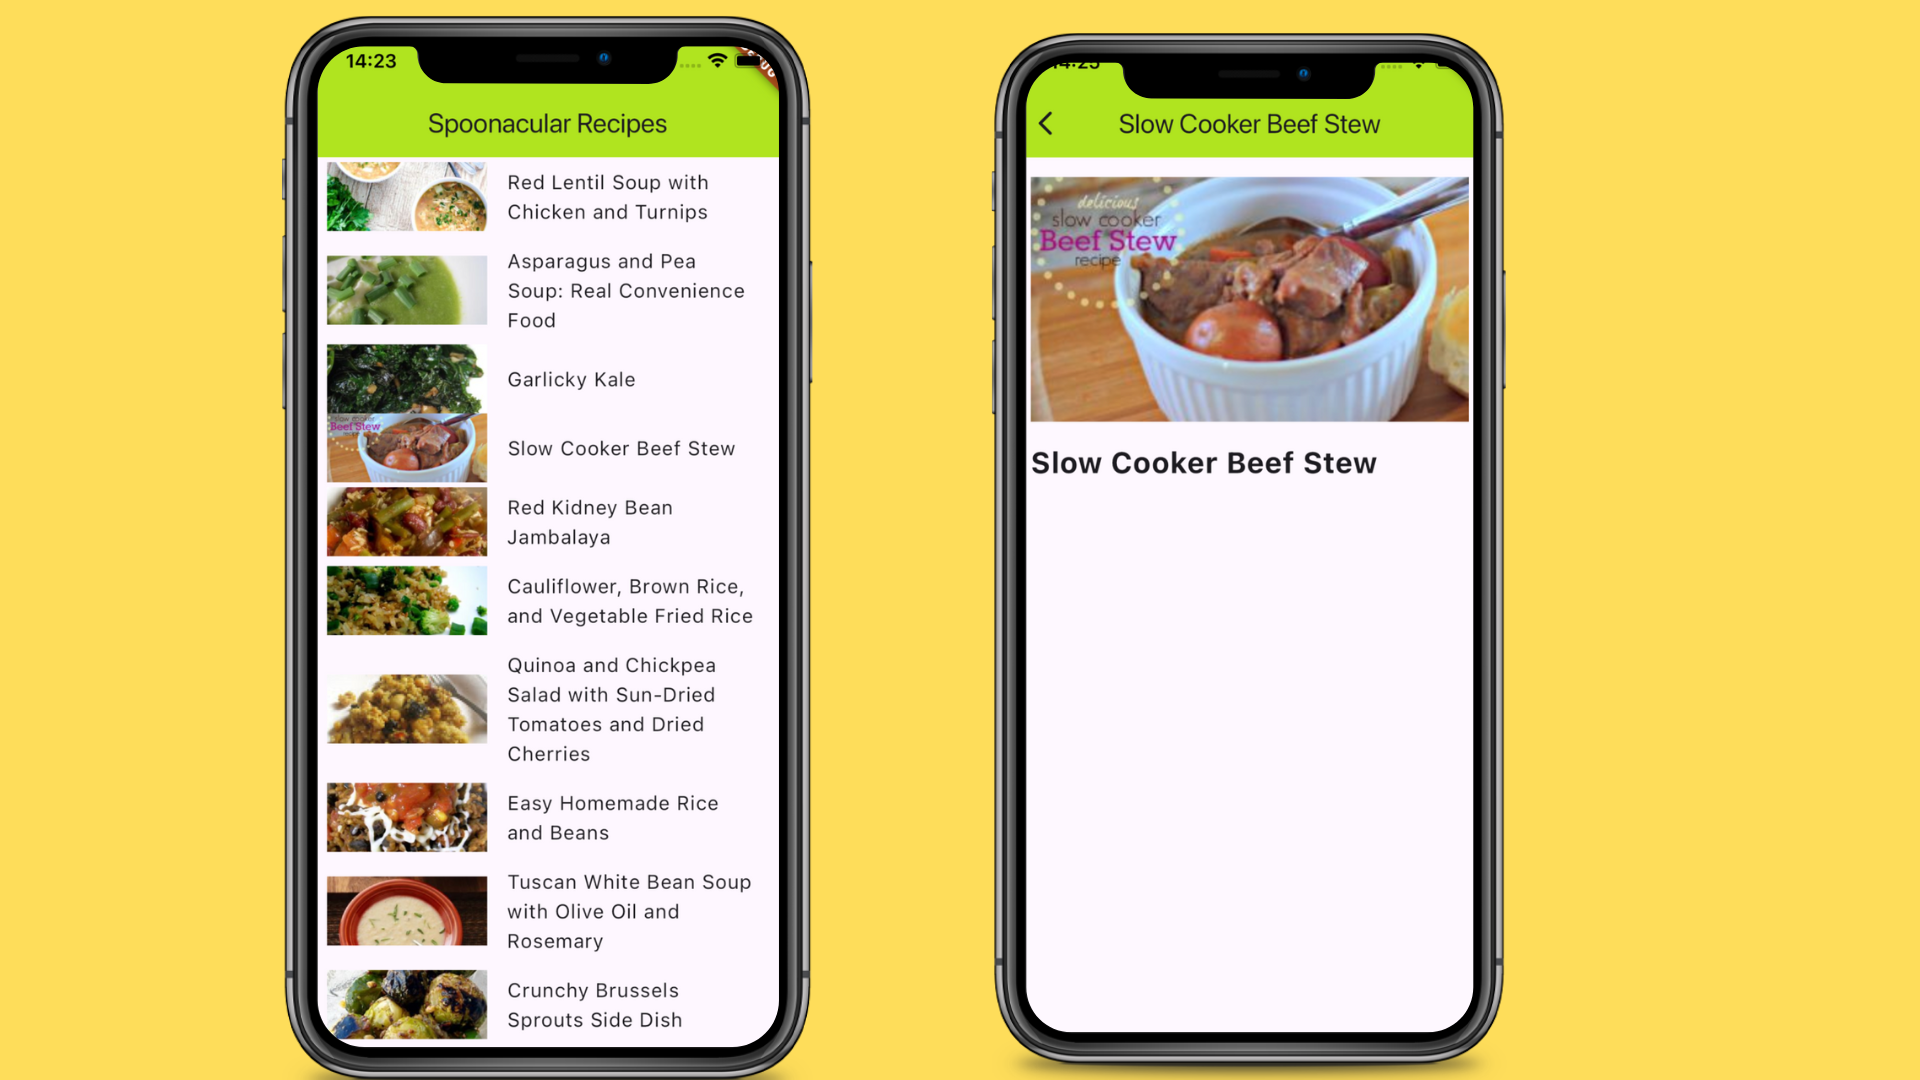 14:23
Spoonacular Recipes
Red Lentil Soup with
Chicken and Turnips
Asparagus and Pea
Soup: Real Convenience
Food
Garlicky Kale
slow cooker
Beef Stew
Slow Cooker Beef Stew
Red Kidney Bean
Jambalaya
Cauliflower, Brown Rice,
and Vegetable Fried Rice
Quinoa and Chickpea
Salad with Sun-Dried
Tomatoes and Dried
Cherries
Easy Homemade Rice
and Beans
Tuscan White Bean Soup
with Olive Oil and
Rosemary
Crunchy Brussels
Sprouts Side Dish
Slow Cooker Beef Stew
delicious
slow cooker
Beef Stew
recipe
Slow Cooker Beef Stew